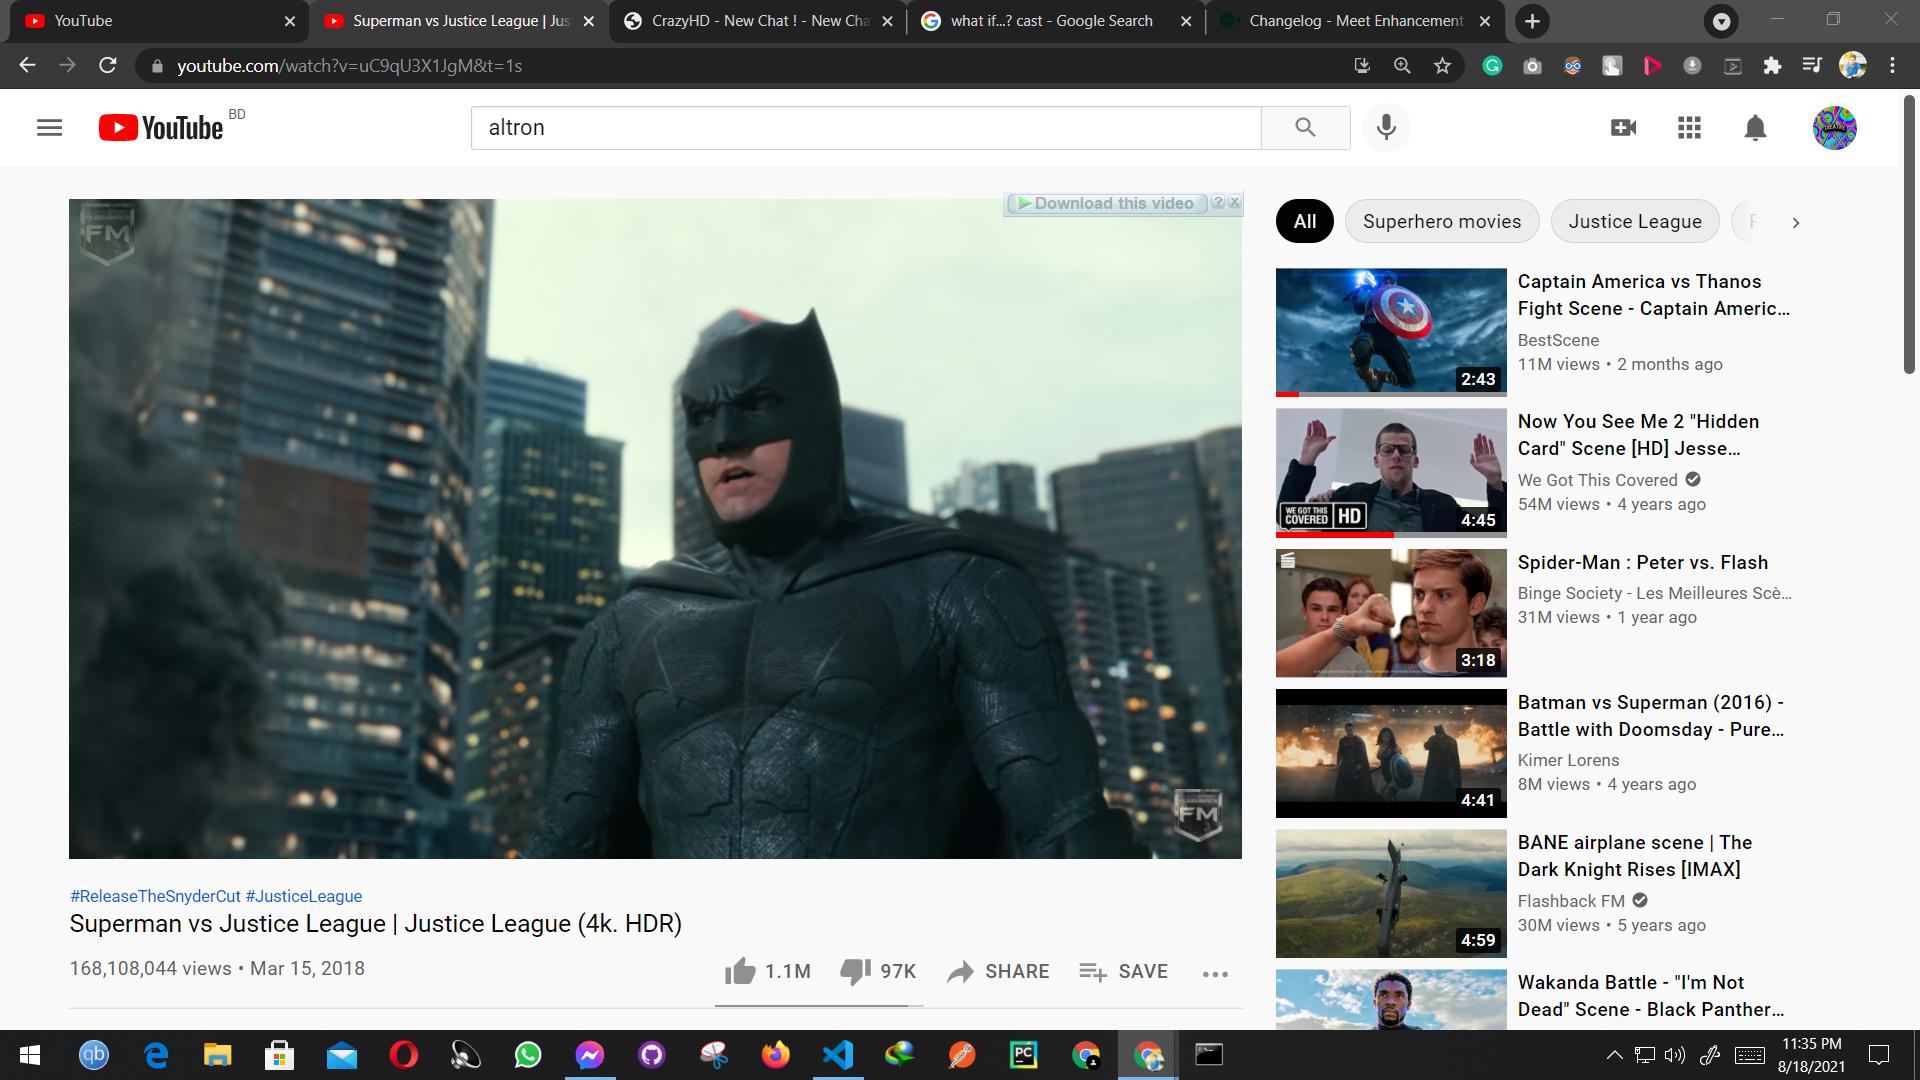 YouTube
Superman vs Justice League | Jus
CrazyHD - New Chat ! - New Cha
what if...? cast - Google Search
Changelog - Meet Enhancement
youtube.com/watch?v=uC9qU3X1JgM&t=1s
YouTube BD
altron
Download this video
FM
FLASHBACK
FM
All
Superhero movies
Justice League
Captain America vs Thanos
Fight Scene - Captain Americ...
BestScene
11M views • 2 months ago
2:43
Now You See Me 2 "Hidden
Card" Scene [HD] Jesse...
We Got This Covered
54M views • 4 years ago
WE GOT THIS
COVERED HD
4:45
Spider-Man : Peter vs. Flash
Binge Society - Les Meilleures Scè...
31M views • 1 year ago
3:18
Batman vs Superman (2016) -
Battle with Doomsday - Pure...
Kimer Lorens
8M views • 4 years ago
4:41
BANE airplane scene | The
Dark Knight Rises [IMAX]
Flashback FM
30M views • 5 years ago
4:59
Wakanda Battle - "I'm Not
Dead" Scene - Black Panther...
#ReleaseTheSnyderCut #JusticeLeague
Superman vs Justice League | Justice League (4k. HDR)
168,108,044 views • Mar 15, 2018
1.1M
97K
SHARE
SAVE
qb
PC
11:35 PM
8/18/2021